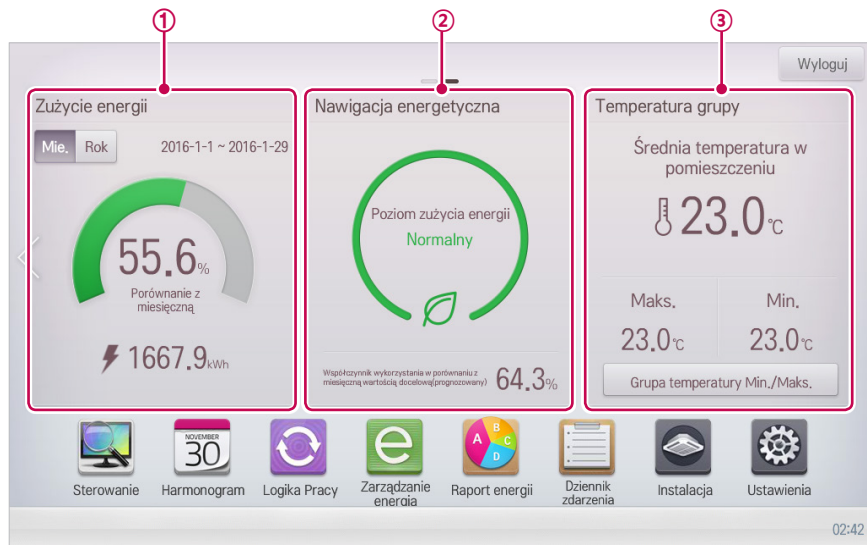 ① ② ③
Wyloguj
Zużycie energii
Mie. Rok 2016-1-1 ~ 2016-1-29
55.6%
Porównanie z
miesięczną
1667.9kWh
Nawigacja energetyczna
Poziom zużycia energii
Normalny
Współczynnik wykorzystania w porównaniu z
miesięczną wartością docelową(prognozowany) 64.3%
Temperatura grupy
Średnia temperatura w
pomieszczeniu
23.0°C
Maks. Min.
23.0°C 23.0°C
Grupa temperatury Min./Maks.
NOVEMBER
30
A B C D
Sterowanie Harmonogram Logika Pracy Zarządzanie
energia Raport energii Dziennik
zdarzenia Instalacja Ustawienia
02:42